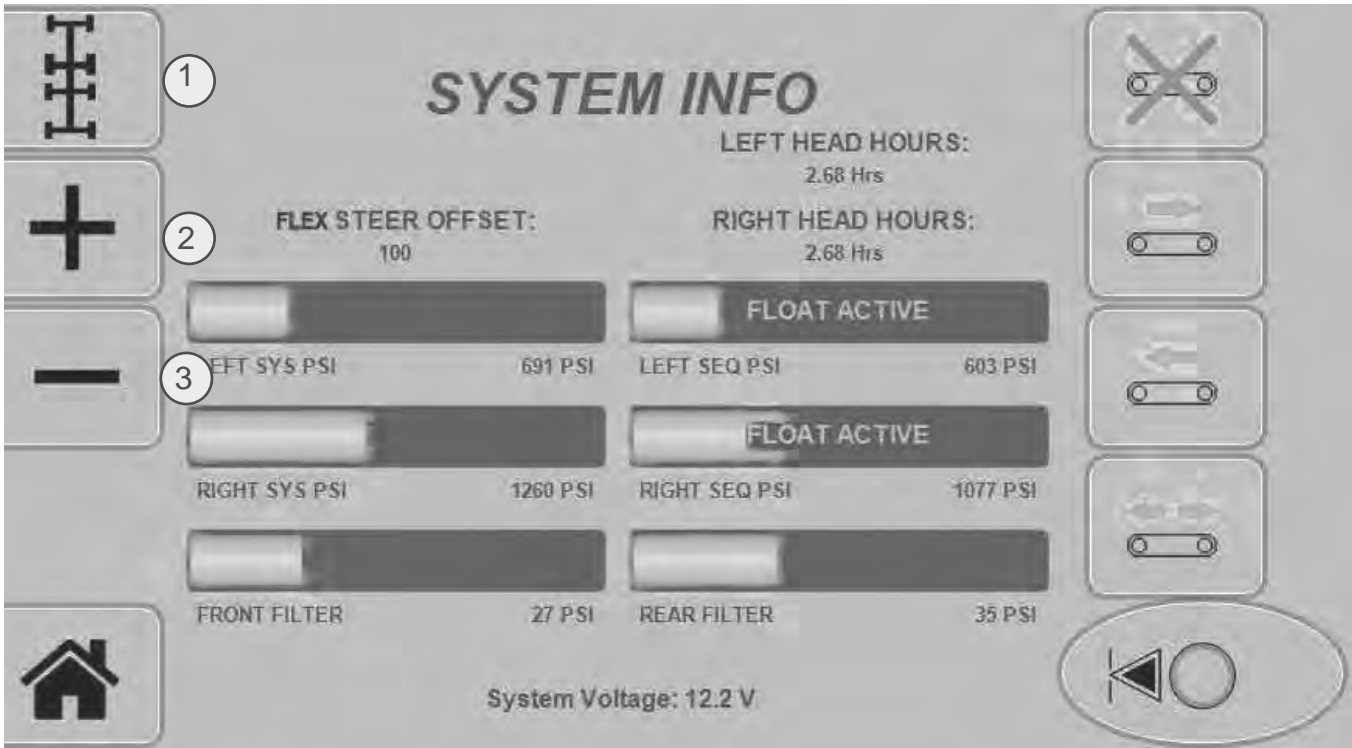 1
SYSTEM INFO
LEFT HEAD HOURS:
2.68 Hrs
2
FLEX STEER OFFSET:
100
RIGHT HEAD HOURS:
2.68 Hrs
FLOAT ACTIVE
3
LEFT SYS PSI 691 PSI
LEFT SEQ PSI 603 PSI
FLOAT ACTIVE
RIGHT SYS PSI 1260 PSI
RIGHT SEQ PSI 1077 PSI
FRONT FILTER 27 PSI
REAR FILTER 35 PSI
System Voltage: 12.2 V